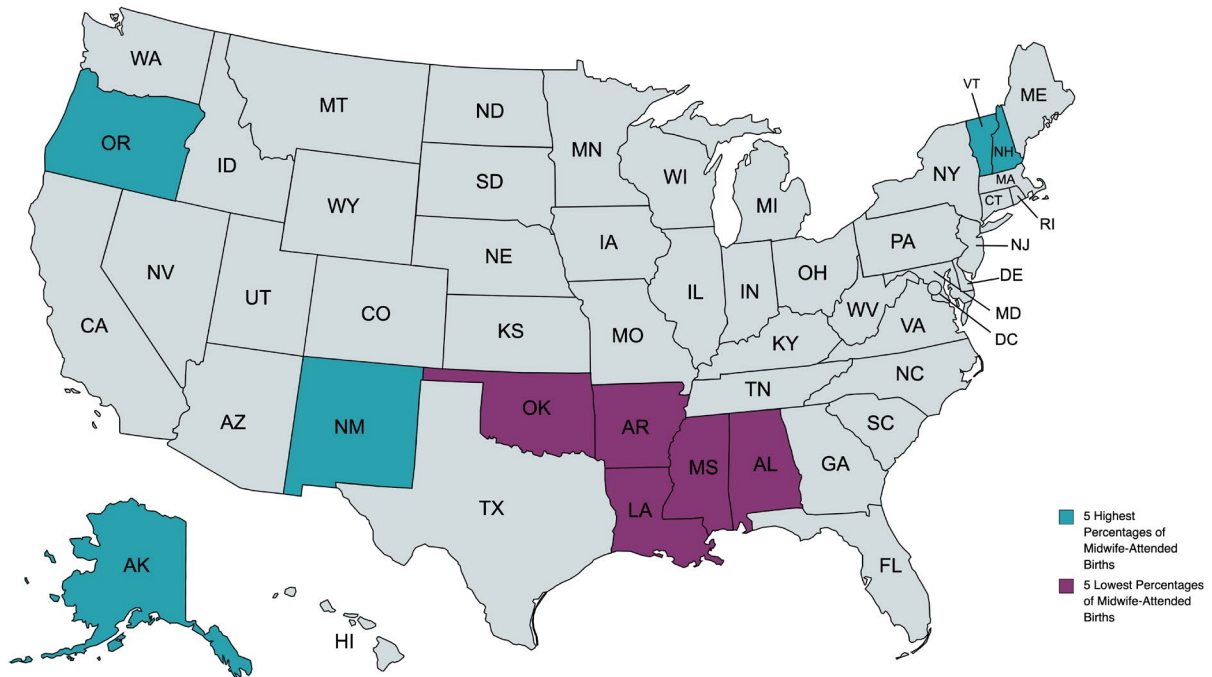 WA
MT
ND
MN
ME
VT
NH
OR
ID
SD
WI
MI
NY
MA
CT
RI
WY
IA
NE
PA
NJ
NV
UT
CO
IL
IN
OH
DE
MD
DC
WV
VA
CA
KS
MO
KY
NC
TN
AZ
NM
OK
AR
SC
MS
AL
GA
TX
LA
FL
AK
HI
5 Highest
Percentages of
Midwife-Attended
Births
5 Lowest Percentages
of Midwife-Attended
Births